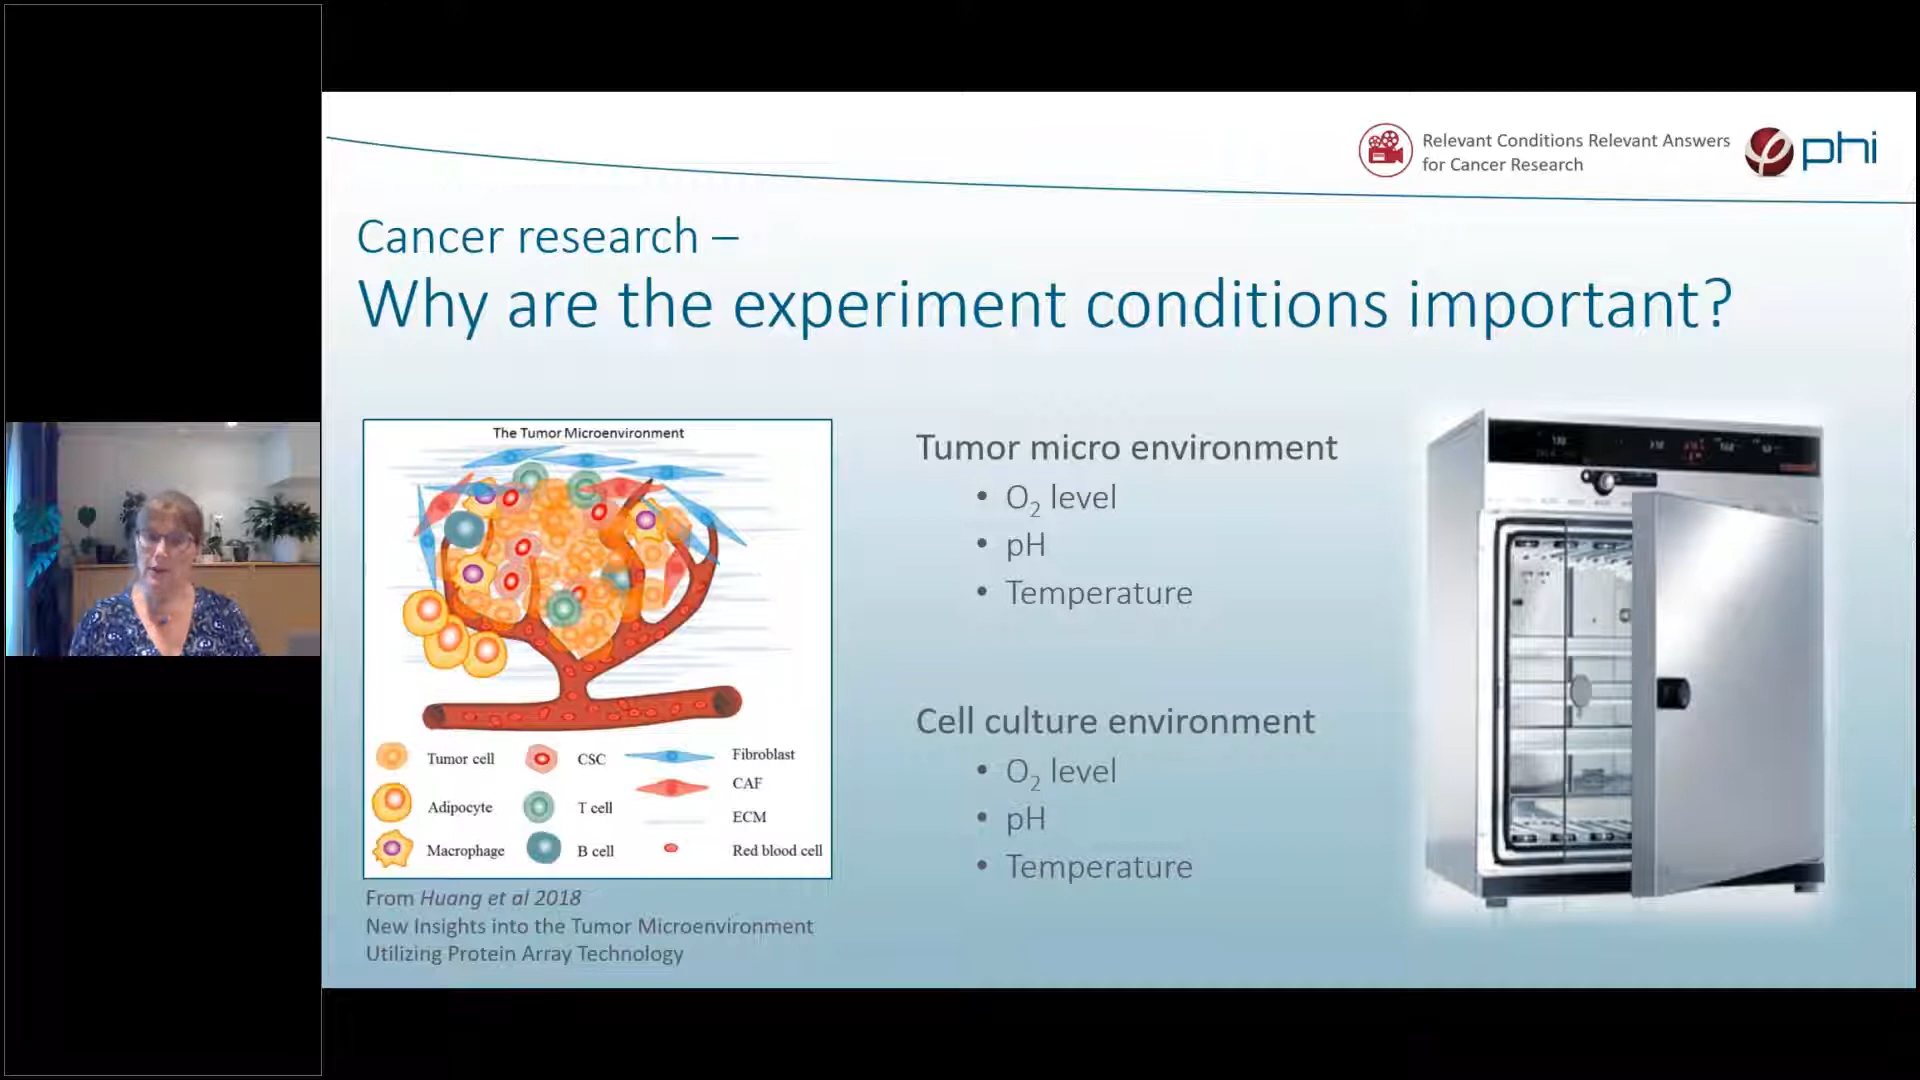 Relevant Conditions Relevant Answers
for Cancer Research
phi
Cancer research –
Why are the experiment conditions important?
The Tumor Microenvironment
Tumor cell
CSC
Fibroblast
CAF
Adipocyte
T cell
ECM
Macrophage
B cell
Red blood cell
From Huang et al 2018
New Insights into the Tumor Microenvironment
Utilizing Protein Array Technology
Tumor micro environment
• O₂ level
• pH
• Temperature
Cell culture environment
• O₂ level
• pH
• Temperature